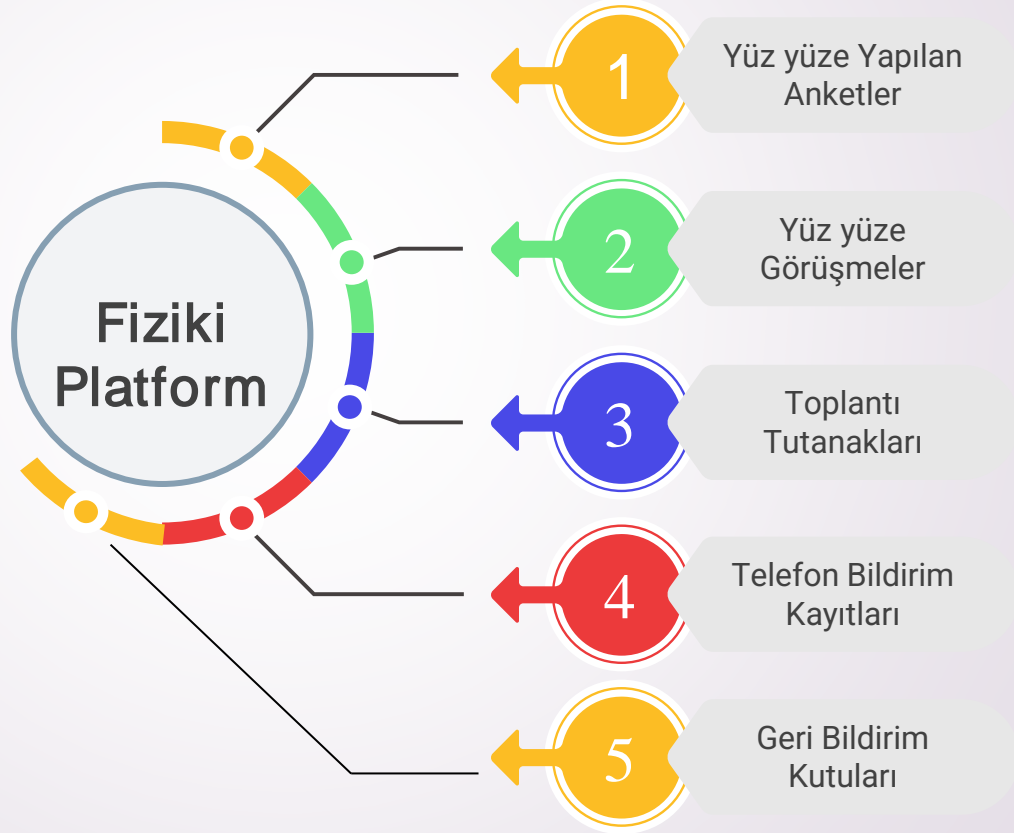 Fiziki
Platform
1
Yüz yüze Yapılan
Anketler
2
Yüz yüze
Görüşmeler
3
Toplantı
Tutanakları
4
Telefon Bildirim
Kayıtları
5
Geri Bildirim
Kutuları